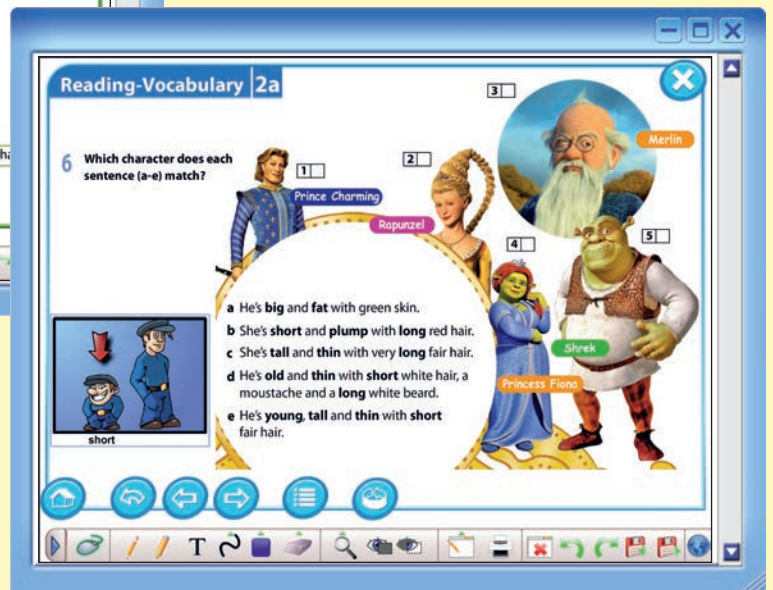 Reading-Vocabulary 2a
6 Which character does each
sentence (a-e) match?
1
Prince Charming
2
Rapunzel
3
Merlin
4
Princess Fiona
5
Shrek
a He's big and fat with green skin.
b She's short and plump with long red hair.
c She's tall and thin with very long fair hair.
d He's old and thin with short white hair, a
moustache and a long white beard.
e He's young, tall and thin with short
fair hair.
short
T